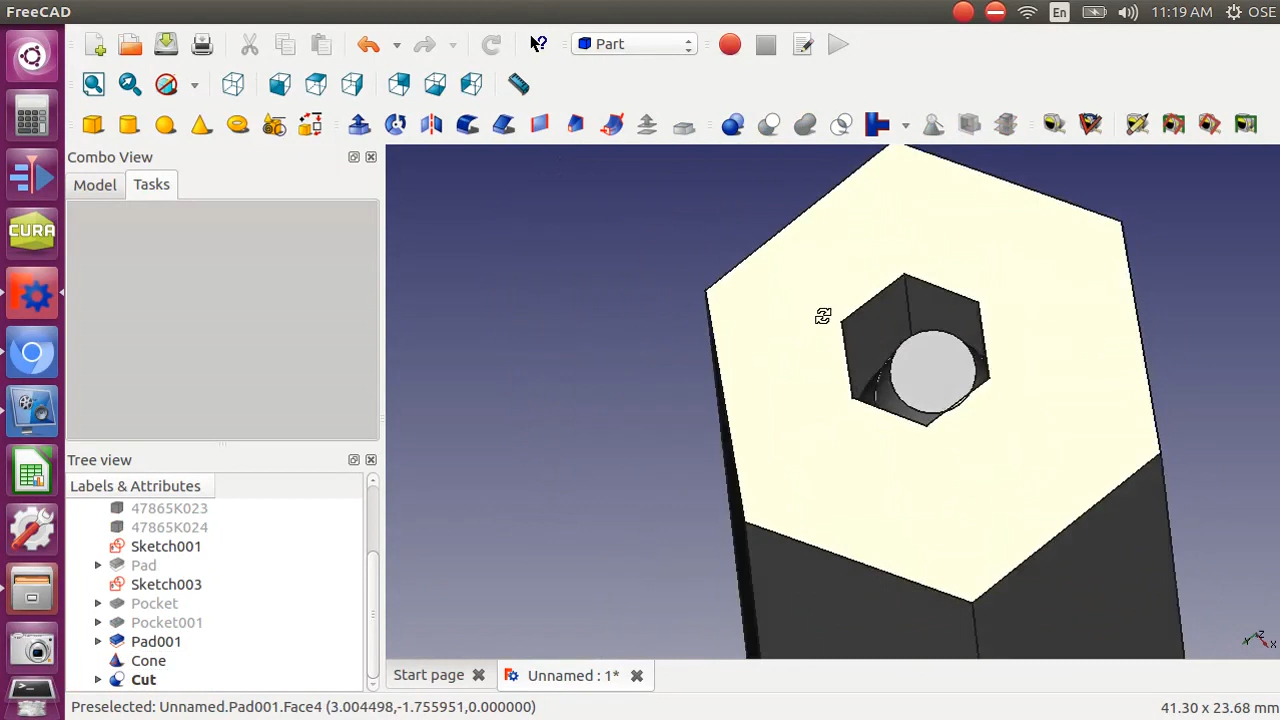 FreeCAD
En
11:19 AM
OSE
Part
Combo View
Model
Tasks
CURA
Tree view
Labels & Attributes
47865K023
47865K024
Sketch001
Pad
Sketch003
Pocket
Pocket001
Pad001
Cone
Cut
Start page
Unnamed : 1*
Preselected: Unnamed.Pad001.Face4 (3.004498,-1.755951,0.000000)
41.30 x 23.68 mm